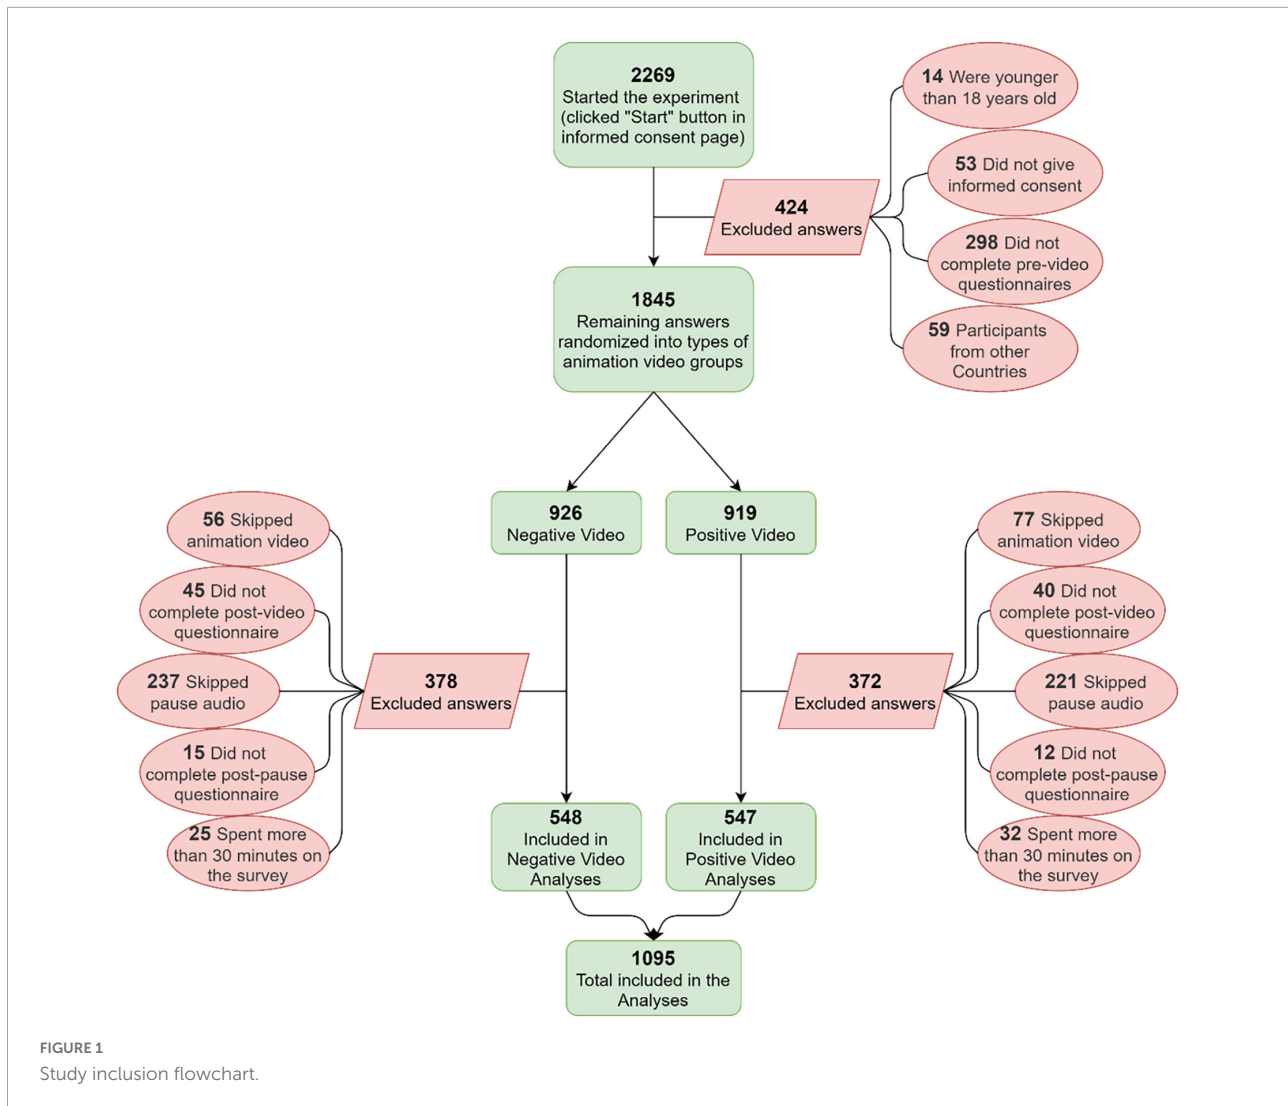 2269
Started the experiment
(clicked "Start" button in
informed consent page)
14 Were younger
than 18 years old
53 Did not give
informed consent
424
Excluded answers
298 Did not
complete pre-video
questionnaires
59 Participants
from other
Countries
1845
Remaining answers
randomized into types of
animation video groups
926
Negative Video
919
Positive Video
56 Skipped
animation video
45 Did not
complete post-video
questionnaire
237 Skipped
pause audio
15 Did not
complete post-pause
questionnaire
25 Spent more
than 30 minutes on
the survey
378
Excluded answers
372
Excluded answers
77 Skipped
animation video
40 Did not
complete post-video
questionnaire
221 Skipped
pause audio
12 Did not
complete post-pause
questionnaire
32 Spent more
than 30 minutes on
the survey
548
Included in
Negative Video
Analyses
547
Included in
Positive Video
Analyses
1095
Total included in the
Analyses
FIGURE 1
Study inclusion flowchart.